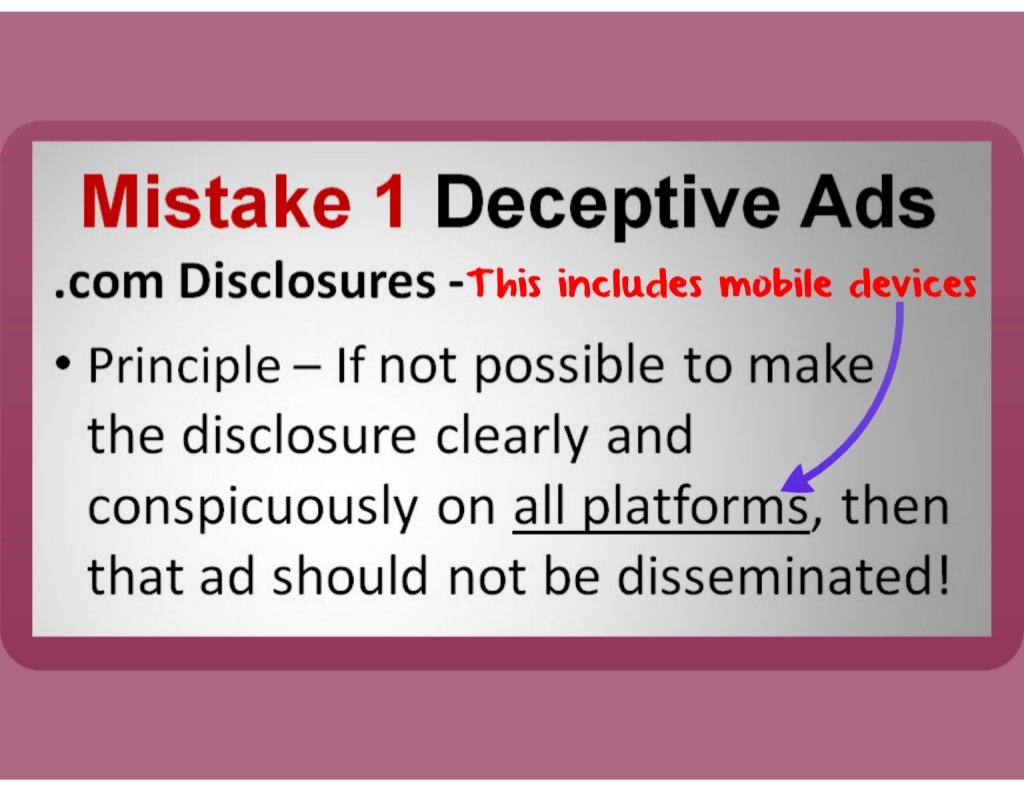 Mistake 1 Deceptive Ads
.com Disclosures -This includes mobile devices
• Principle – If not possible to make
the disclosure clearly and
conspicuously on all platforms, then
that ad should not be disseminated!